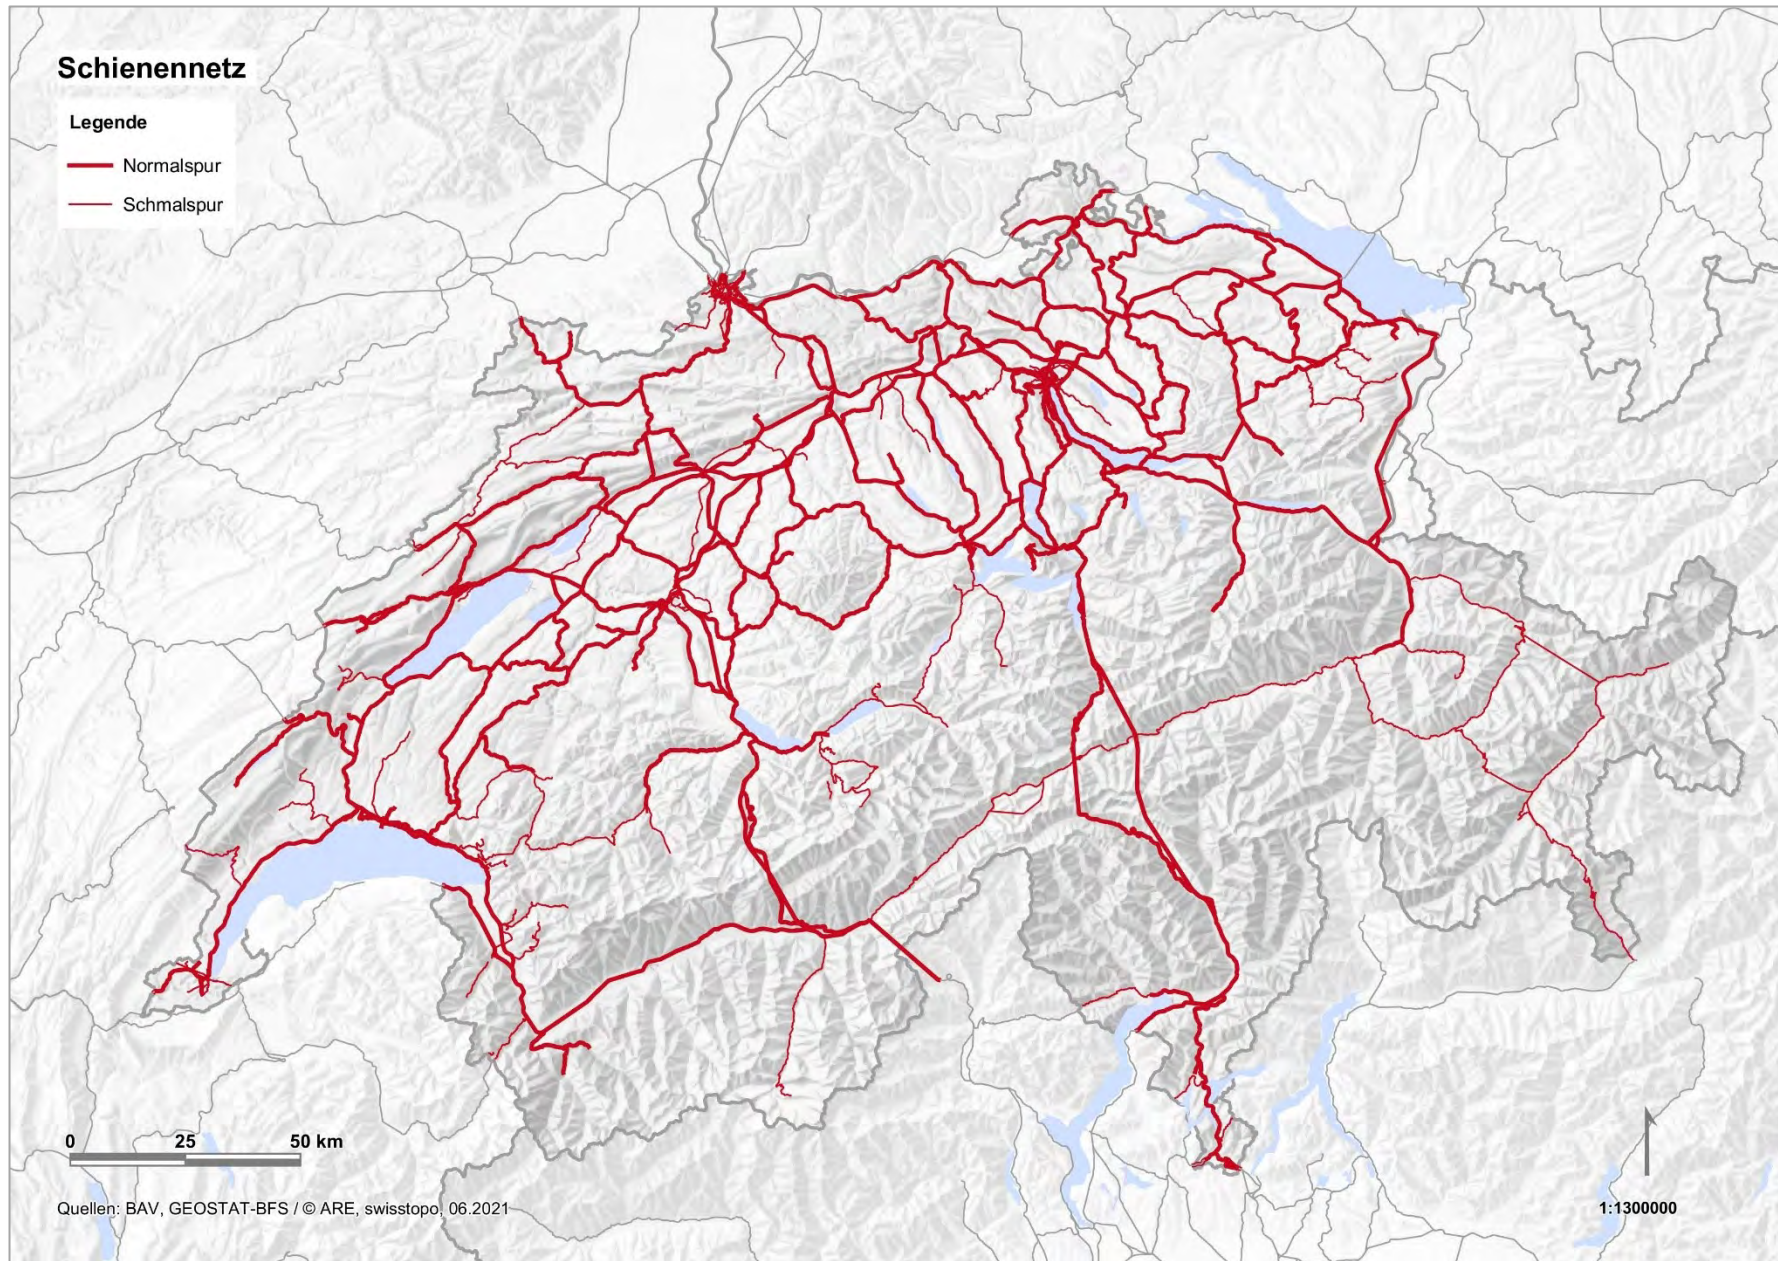 Schienennetz
Legende
Normalspur
Schmalspur
0 25 50 km
Quellen: BAV, GEOSTAT-BFS / © ARE, swisstopo, 06.2021
1:1300000